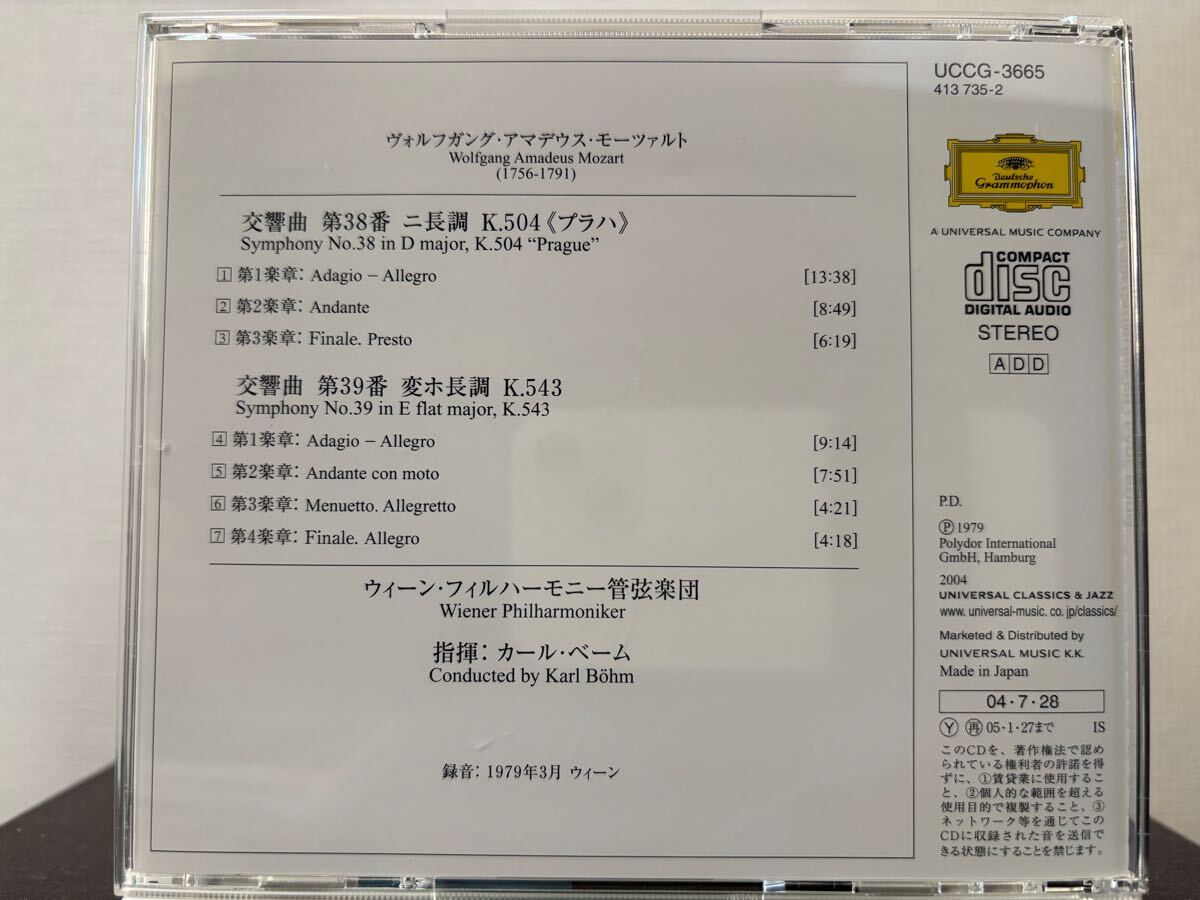 ヴォルフガング・アマデウス・モーツァルト
Wolfgang Amadeus Mozart
(1756-1791)
交響曲 第38番 ニ長調 K.504《プラハ》
Symphony No.38 in D major, K.504 “Prague”
1 第1楽章: Adagio – Allegro [13:38]
2 第2楽章: Andante [8:49]
3 第3楽章: Finale. Presto [6:19]
交響曲 第39番 変ホ長調 K.543
Symphony No.39 in E flat major, K.543
4 第1楽章: Adagio – Allegro [9:14]
5 第2楽章: Andante con moto [7:51]
6 第3楽章: Menuetto. Allegretto [4:21]
7 第4楽章: Finale. Allegro [4:18]
ウィーン・フィルハーモニー管弦楽団
Wiener Philharmoniker
指揮: カール・ベーム
Conducted by Karl Böhm
録音: 1979年3月 ウィーン
UCCG-3665
413 735-2
Deutsche
Grammophon
A UNIVERSAL MUSIC COMPANY
COMPACT
disc
DIGITAL AUDIO
STEREO
ADD
P.D.
Ⓟ1979
Polydor International
GmbH, Hamburg
2004
UNIVERSAL CLASSICS & JAZZ
www. universal-music. co. jp/classics/
Marketed & Distributed by
UNIVERSAL MUSIC K.K.
Made in Japan
04・7・28
Ⓨ 再 05・1・27まで IS
このCDを、著作権法で認め
られている権利者の許諾を得
ずに、①賃貸業に使用するこ
と、②個人的な範囲を超える
使用目的で複製すること、③
ネットワーク等を通じてこの
CDに収録された音を送信で
きる状態にすることを禁じます。